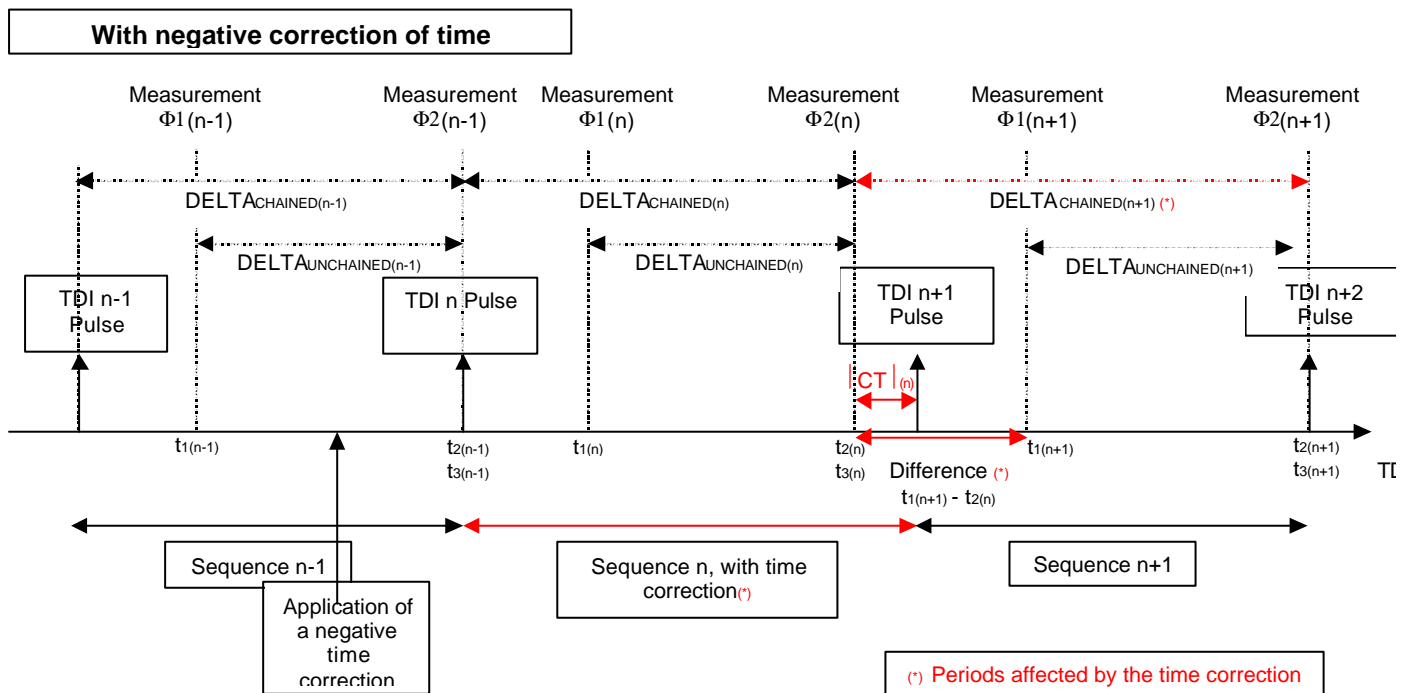 With negative correction of time
Measurement Φ1(n-1)
Measurement Φ2(n-1)
Measurement Φ1(n)
Measurement Φ2(n)
Measurement Φ1(n+1)
Measurement Φ2(n+1)
DELTACHAINED(n-1)
DELTACHAINED(n)
DELTACHAINED(n+1) (*)
DELTAUNCHAINED(n-1)
DELTAUNCHAINED(n)
DELTAUNCHAINED(n+1)
TDI n-1
Pulse
TDI n Pulse
TDI n+1
Pulse
TDI n+2
Pulse
|CT|(n)
t1(n-1)
t2(n-1)
t3(n-1)
t1(n)
t2(n)
t3(n)
t1(n+1)
t2(n+1)
t3(n+1)
Difference (*)
t1(n+1) - t2(n)
Sequence n-1
Sequence n, with time
correction(*)
Sequence n+1
Application of
a negative
time
correction
(*) Periods affected by the time correction